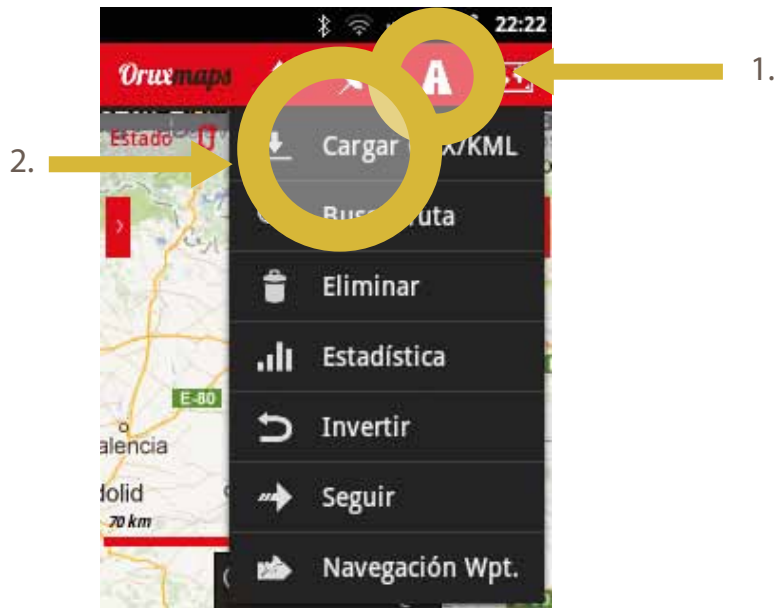 22:22
1.
Oruxmaps
A
2.
Estado
Cargar X/KML
Busc ruta
Eliminar
Estadística
E-80
Invertir
alencia
dolid
Seguir
70 km
Navegación Wpt.